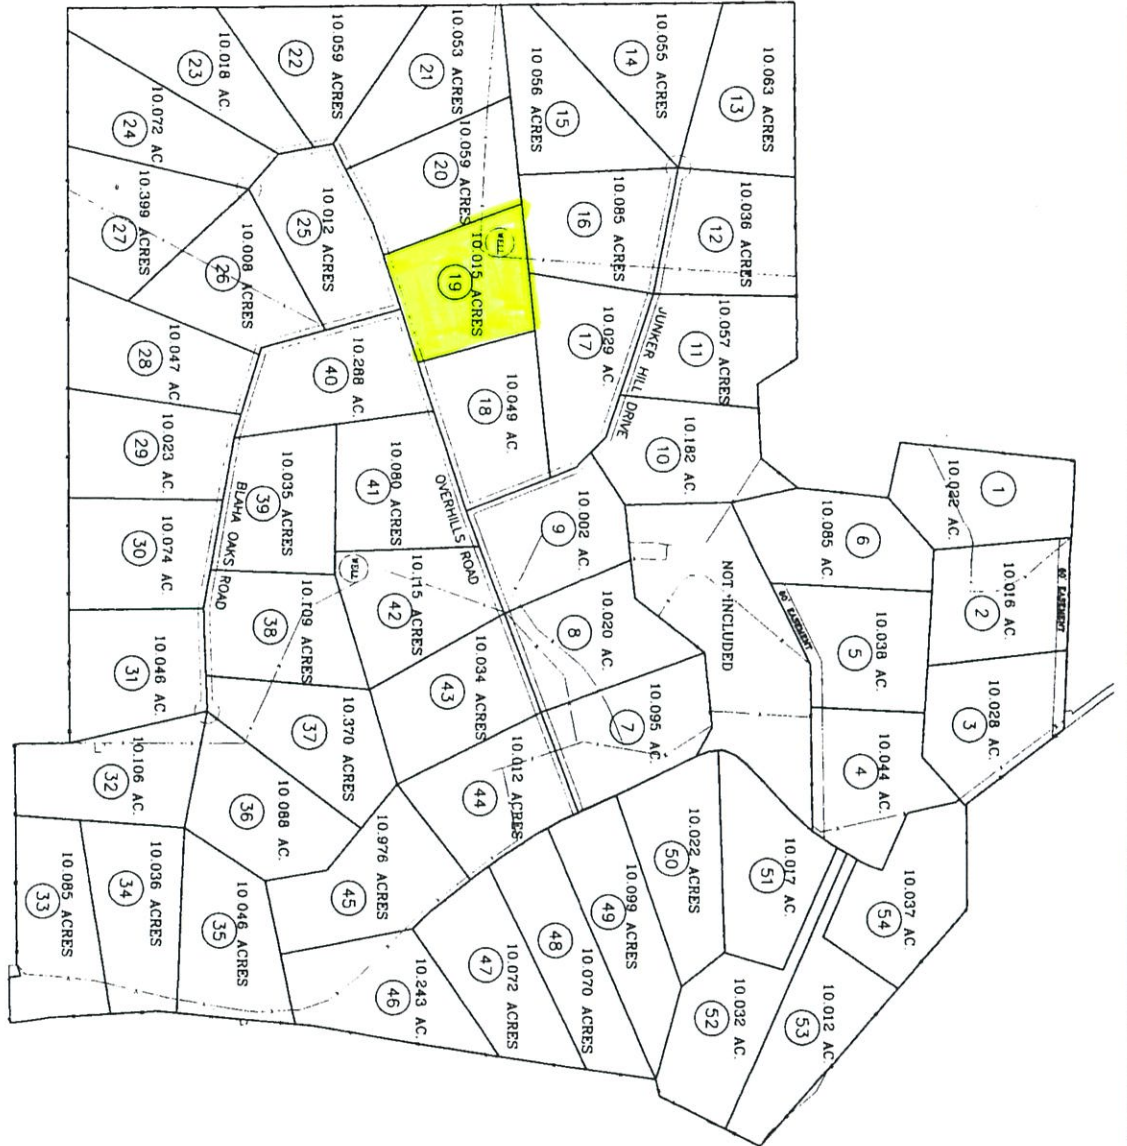 10.063 ACRES
13
10.055 ACRES
14
10 056 ACRES
15
10.053 ACRES
21
10.059 ACRES
22
10.018 AC.
23
10.072 AC
24
10.059 ACRES
20
10.085 ACRES
16
10.036 ACRES
12
10.399 ACRES
27
10.008 ACRES
26
10 012 ACRES
25
WELL
10.015 ACRES
19
10.029 AC.
17
JUNKER HILL DRIVE
10.057 ACRES
11
10.047 AC
28
10.288 AC.
40
10.049 AC.
18
10.182 AC.
10
10.022 AC.
1
10.023 AC.
29
BLAHA OAKS ROAD
10.035 ACRES
39
10.080 ACRES
41
OVERHILLS ROAD
10.002 AC.
9
10.085 AC.
6
10.074 AC.
30
10.109 ACRES
38
WELL
10.115 ACRES
42
10.020 AC.
8
NOT INCLUDED
60' EASEMENT
10.038 AC.
5
10.016 AC.
2
60' EASEMENT
10 046 AC.
31
10.370 ACRES
37
10.034 ACRES
43
10.095 AC.
7
10.044 AC.
4
10.028 AC.
3
10.106 AC.
32
10 088 AC.
36
10.012 ACRES
44
10.976 AC.
45
10.022 ACRES
50
10.017 AC.
51
10.037 AC.
54
10.085 ACRES
33
10.036 ACRES
34
10 046 ACRES
35
10.243 AC.
46
10.072 ACRES
47
10.070 ACRES
48
10.099 ACRES
49
10.032 AC.
52
10.012 AC.
53